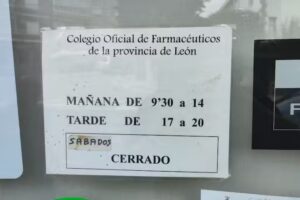 Colegio Oficial de Farmacéuticos
de la provincia de León
MAÑANA DE 9'30 a 14
TARDE DE 17 a 20
SABADOS
CERRADO
F